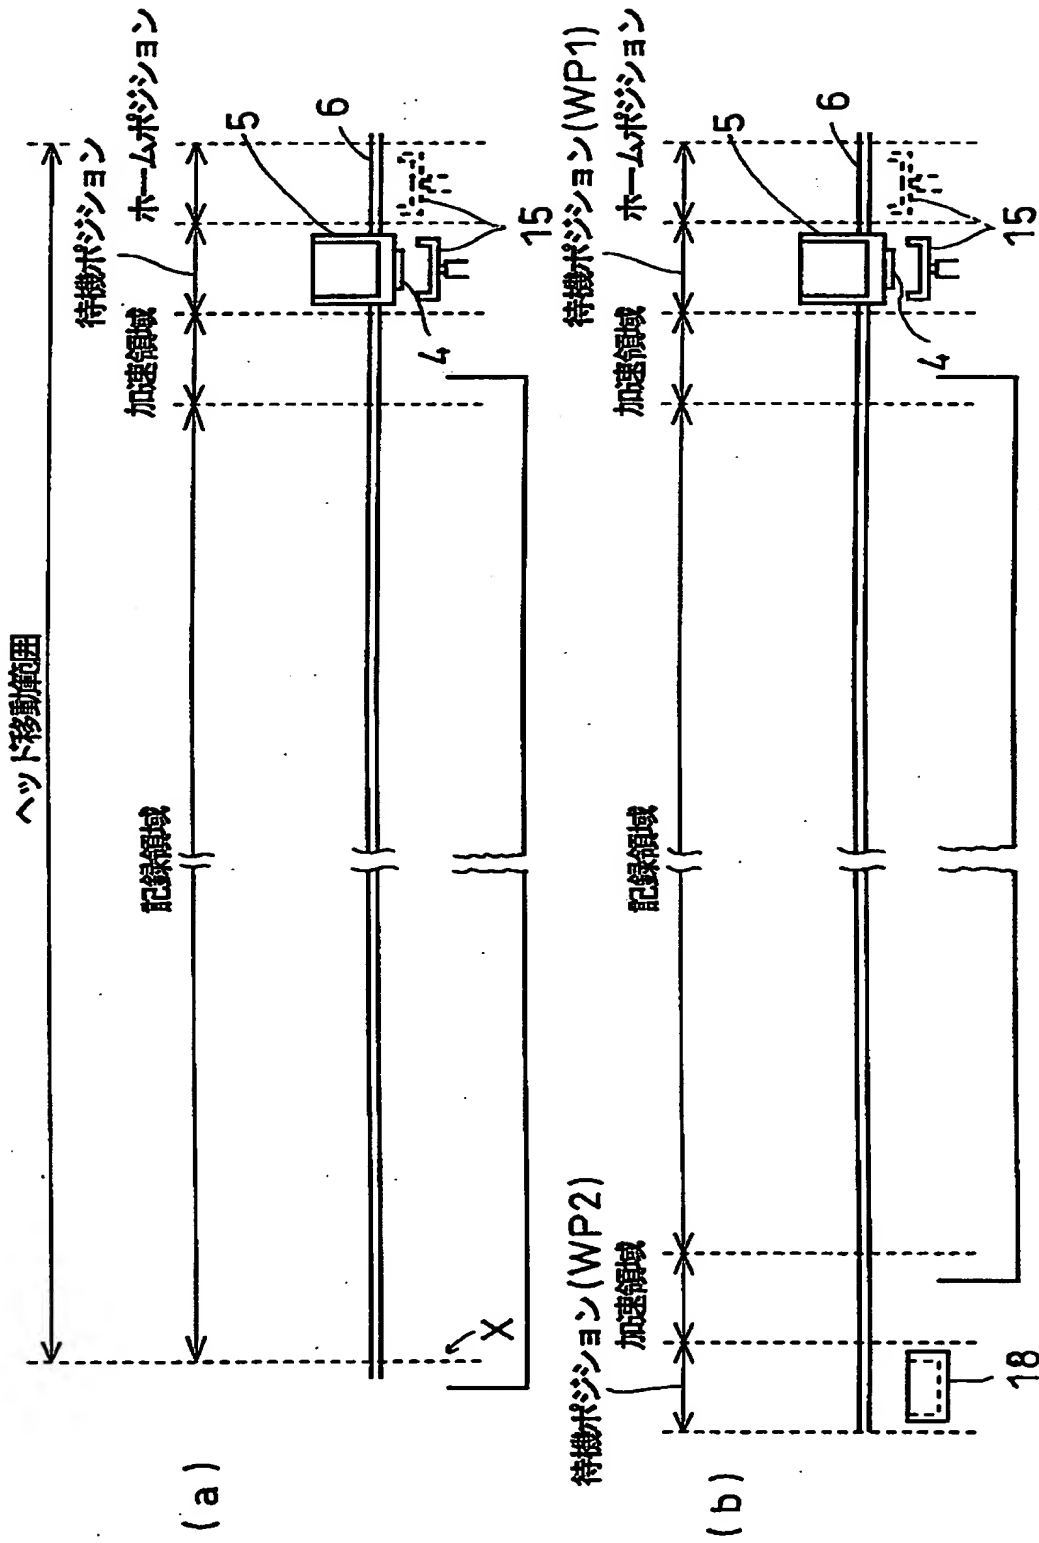 (a)
ヘッド移動範囲
記録領域
加速領域
待機ポジション
ホームポジション
5
6
4
15
X
(b)
待機ポジション(WP2)
加速領域
記録領域
加速領域
待機ポジション(WP1)
ホームポジション
5
6
4
15
18